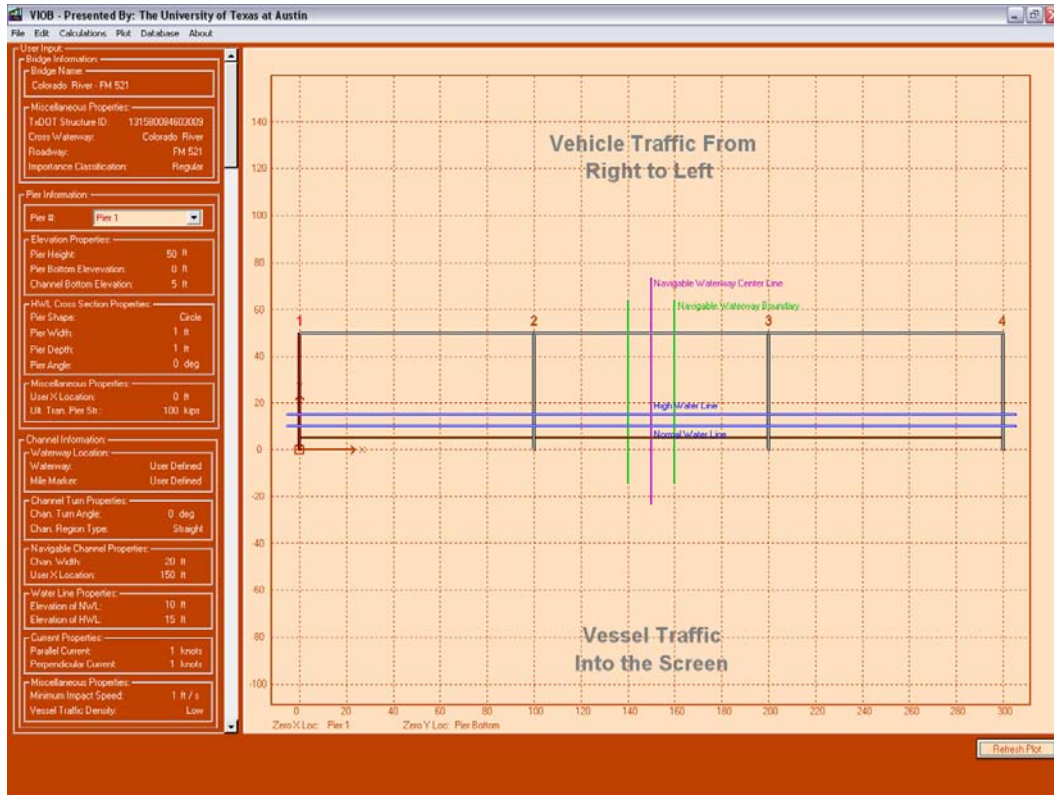 VIOB - Presented By: The University of Texas at Austin
File Edit Calculations Plot Database About
User Input:
Bridge Information:
Bridge Name:
Colorado River - FM 521
Miscellaneous Properties:
TxDOT Structure ID: 131580084603009
Cross Waterway: Colorado River
Roadway: FM 521
Importance Classification: Regular
Pier Information:
Pier #: Pier 1
Elevation Properties:
Pier Height: 50 ft
Pier Bottom Elevevation: 0 ft
Channel Bottom Elevation: 5 ft
HWL Cross Section Properties:
Pier Shape: Circle
Pier Width: 1 ft
Pier Depth: 1 ft
Pier Angle: 0 deg
Miscellaneous Properties:
User X Location: 0 ft
Ult. Tran. Pier Str.: 100 kips
Channel Information:
Waterway Location:
Waterway: User Defined
Mile Marker: User Defined
Channel Turn Properties:
Chan. Turn Angle: 0 deg
Chan. Region Type: Straight
Navigable Channel Properties:
Chan. Width: 20 ft
User X Location: 150 ft
Water Line Properties:
Elevation of NWL: 10 ft
Elevation of HWL: 15 ft
Current Properties:
Parallel Current: 1 knots
Perpendicular Current: 1 knots
Miscellaneous Properties:
Minimum Impact Speed: 1 ft / s
Vessel Traffic Density: Low
Vehicle Traffic From
Right to Left
140
120
100
80
60
40
20
0
-20
-40
-60
-80
-100
Navigable Waterway Center Line
Navigable Waterway Boundary
1 2 3 4
High Water Line
Normal Water Line
X
Vessel Traffic
Into the Screen
0 20 40 60 80 100 120 140 160 180 200 220 240 260 280 300
Zero X Loc: Pier 1 Zero Y Loc: Pier Bottom
Refresh Plot